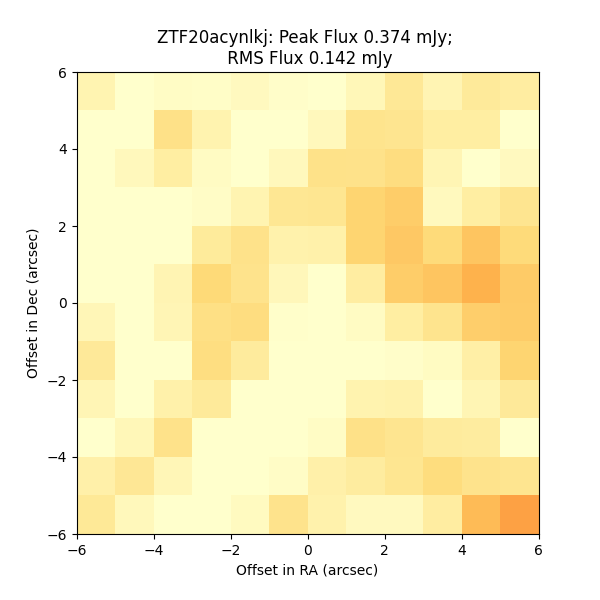 ZTF20acynlkj: Peak Flux 0.374 mJy;
RMS Flux 0.142 mJy
6
4
2
0
−2
−4
−6
Offset in Dec (arcsec)
−6 −4 −2 0 2 4 6
Offset in RA (arcsec)